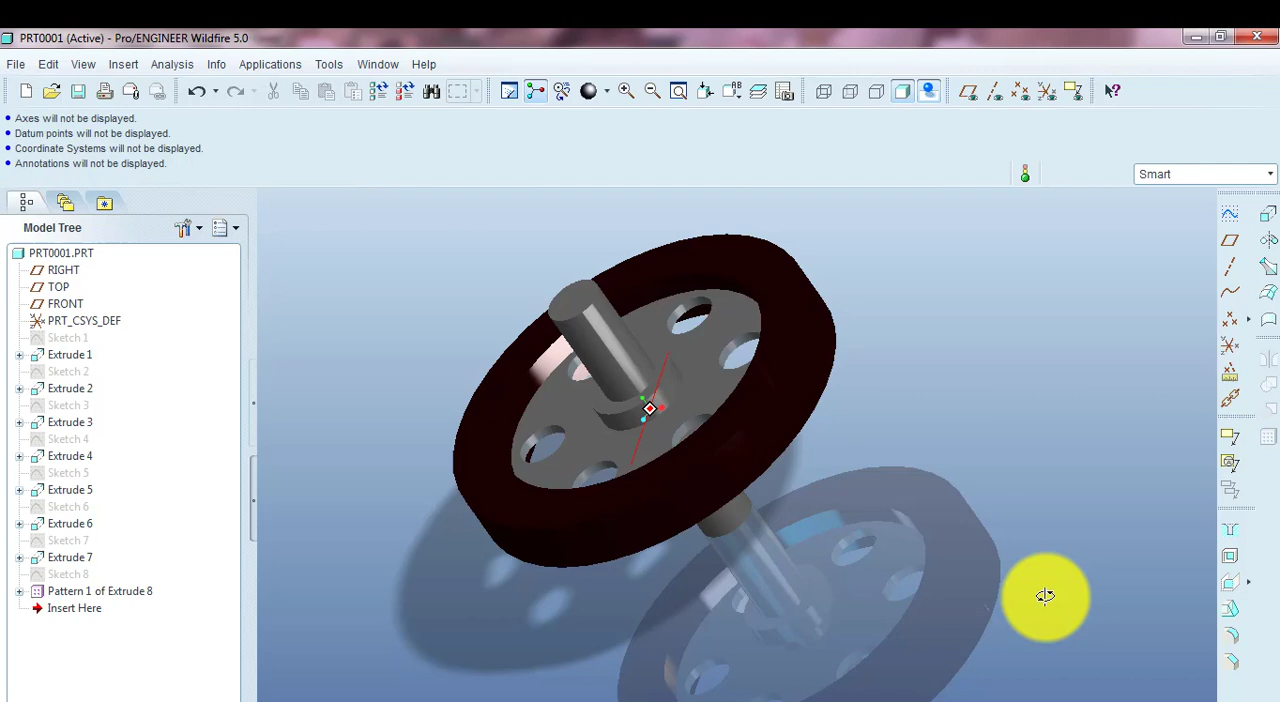 PRT0001 (Active) - Pro/ENGINEER Wildfire 5.0
File Edit View Insert Analysis Info Applications Tools Window Help
Axes will not be displayed.
Datum points will not be displayed.
Coordinate Systems will not be displayed.
Annotations will not be displayed.
Smart
Model Tree
PRT0001.PRT
RIGHT
TOP
FRONT
PRT_CSYS_DEF
Sketch 1
Extrude 1
Sketch 2
Extrude 2
Sketch 3
Extrude 3
Sketch 4
Extrude 4
Sketch 5
Extrude 5
Sketch 6
Extrude 6
Sketch 7
Extrude 7
Sketch 8
Pattern 1 of Extrude 8
Insert Here